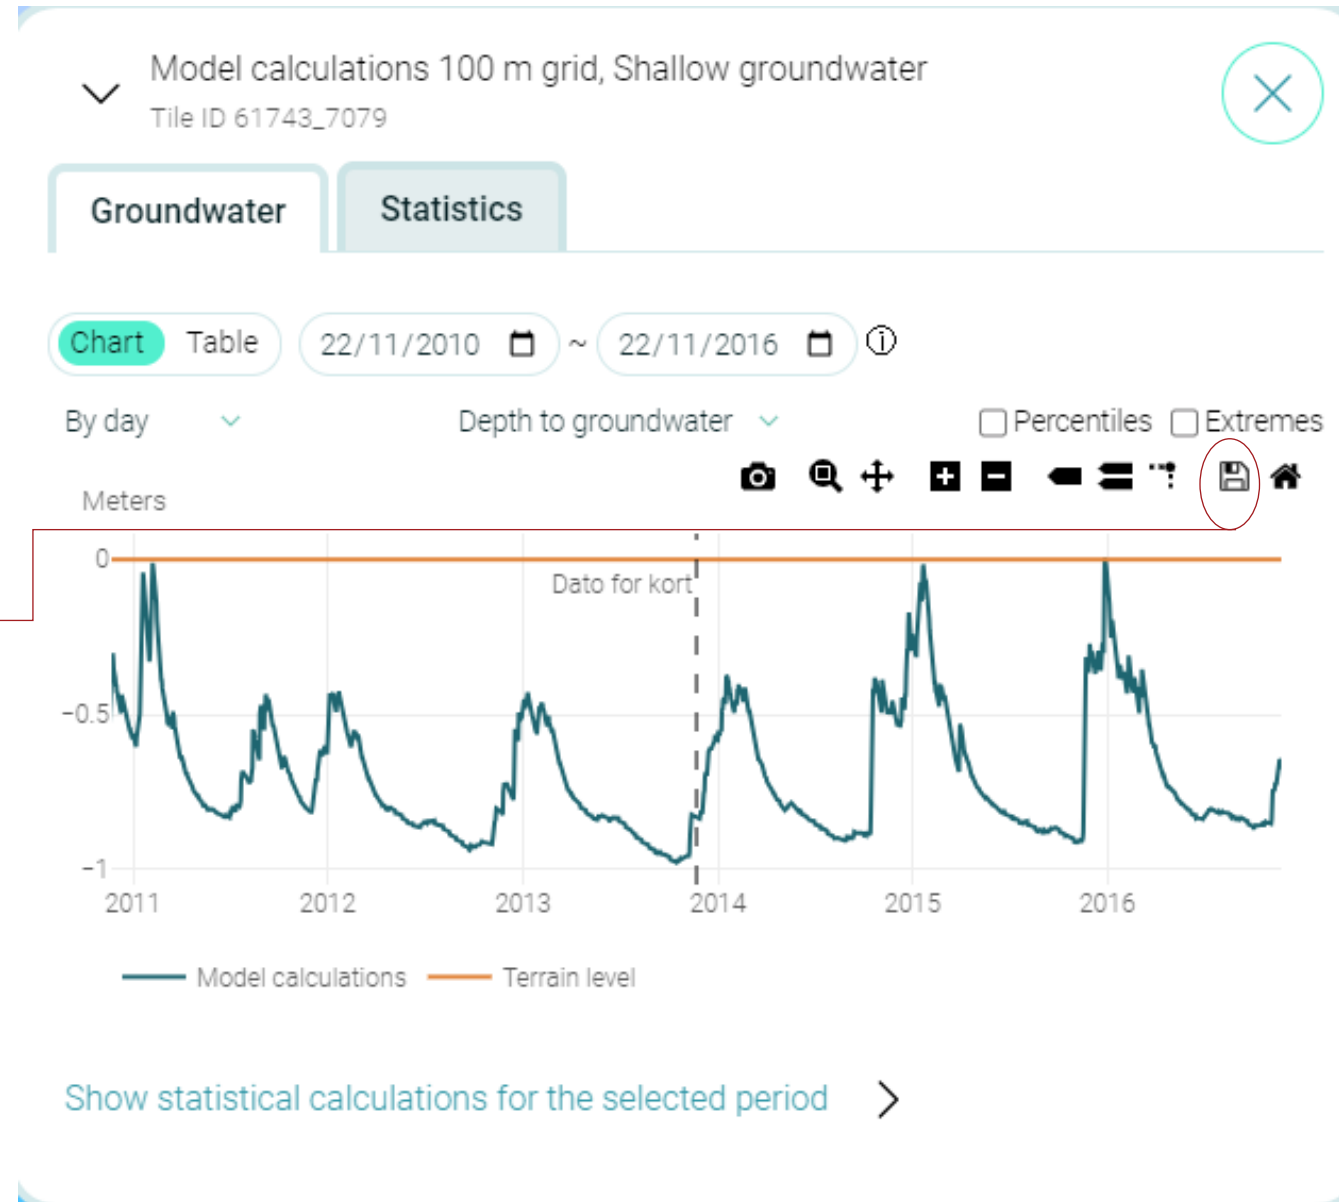 Model calculations 100 m grid, Shallow groundwater
Tile ID 61743_7079
Groundwater Statistics
Chart Table 22/11/2010 ~ 22/11/2016
By day Depth to groundwater Percentiles Extremes
Meters
0
Dato for kort
−0.5
−1
2011 2012 2013 2014 2015 2016
Model calculations Terrain level
Show statistical calculations for the selected period